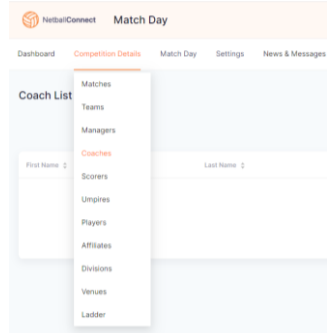 NetballConnect Match Day
Dashboard Competition Details Match Day Settings News & Messages
Coach List
Matches
Teams
Managers
Coaches
Scorers
Umpires
Players
Affiliates
Divisions
Venues
Ladder
First Name Last Name